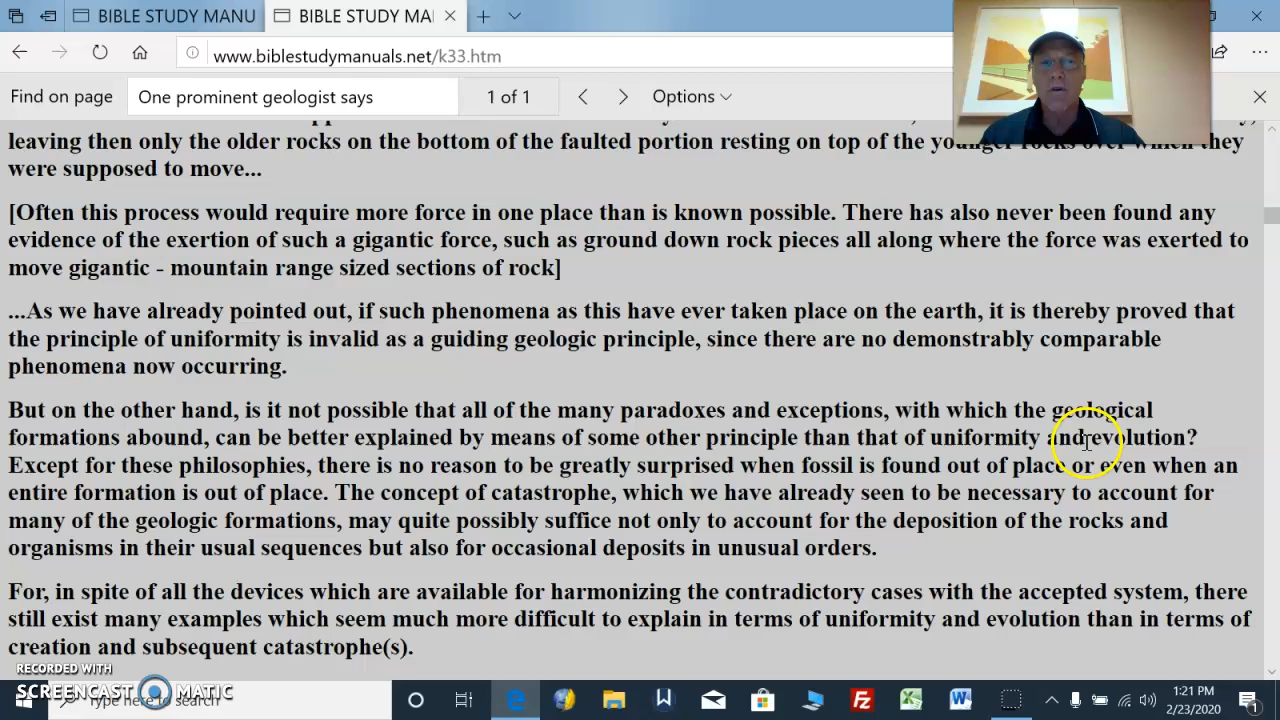 BIBLE STUDY MANU
BIBLE STUDY MA
www.biblestudymanuals.net/k33.htm
Find on page
One prominent geologist says
1 of 1
Options
leaving then only the older rocks on the bottom of the faulted portion resting on top of the younger rocks over which they
were supposed to move...
[Often this process would require more force in one place than is known possible. There has also never been found any
evidence of the exertion of such a gigantic force, such as ground down rock pieces all along where the force was exerted to
move gigantic - mountain range sized sections of rock]
...As we have already pointed out, if such phenomena as this have ever taken place on the earth, it is thereby proved that
the principle of uniformity is invalid as a guiding geologic principle, since there are no demonstrably comparable
phenomena now occurring.
But on the other hand, is it not possible that all of the many paradoxes and exceptions, with which the geological
formations abound, can be better explained by means of some other principle than that of uniformity and evolution?
Except for these philosophies, there is no reason to be greatly surprised when fossil is found out of place or even when an
entire formation is out of place. The concept of catastrophe, which we have already seen to be necessary to account for
many of the geologic formations, may quite possibly suffice not only to account for the deposition of the rocks and
organisms in their usual sequences but also for occasional deposits in unusual orders.
For, in spite of all the devices which are available for harmonizing the contradictory cases with the accepted system, there
still exist many examples which seem much more difficult to explain in terms of uniformity and evolution than in terms of
creation and subsequent catastrophe(s).
RECORDED WITH
SCREENCAST MATIC
Type here to search
1:21 PM
2/23/2020